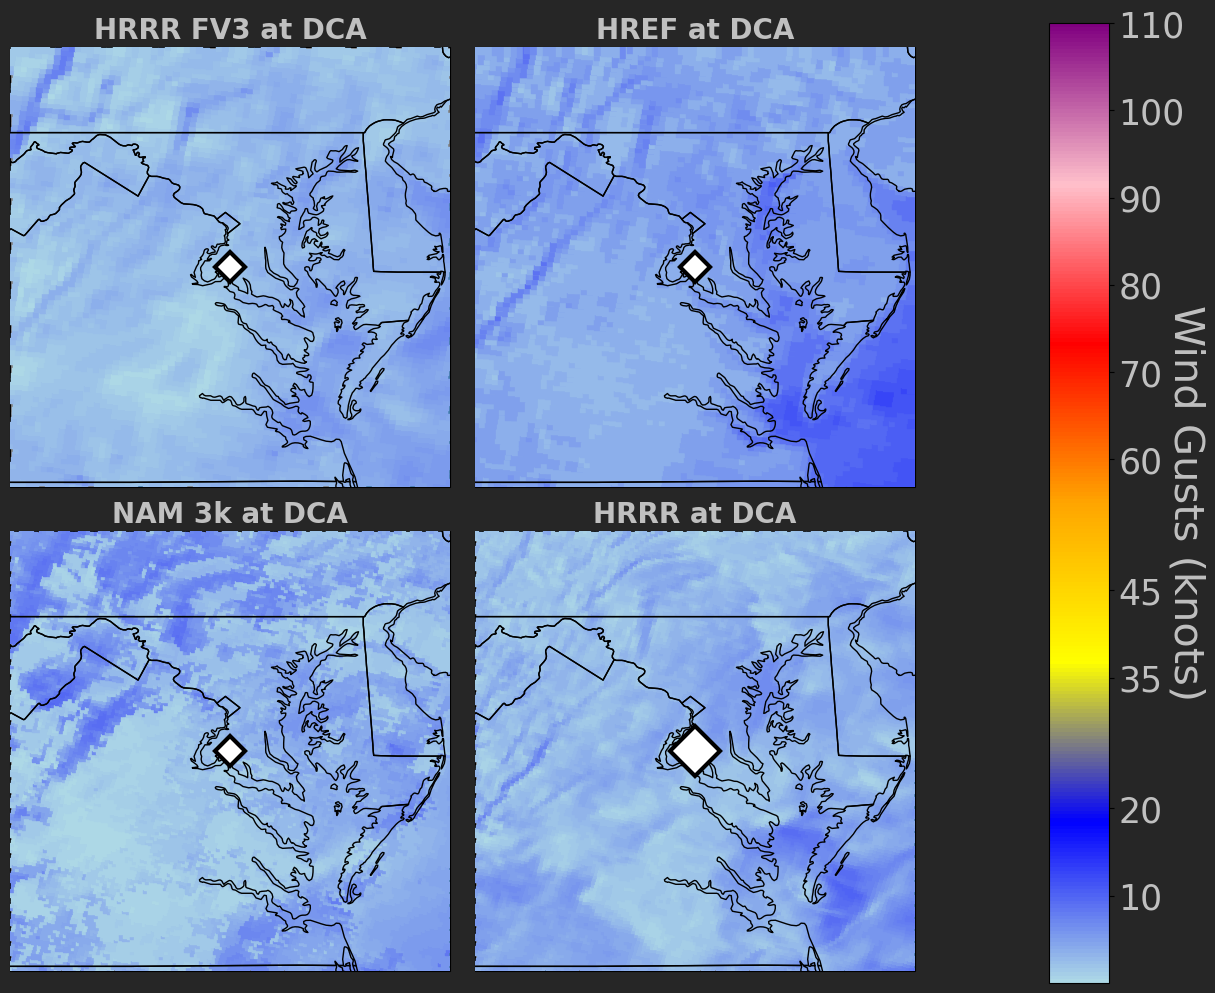 HRRR FV3 at DCA
HREF at DCA
NAM 3k at DCA
HRRR at DCA
110
100
90
80
70
60
45
35
20
10
Wind Gusts (knots)